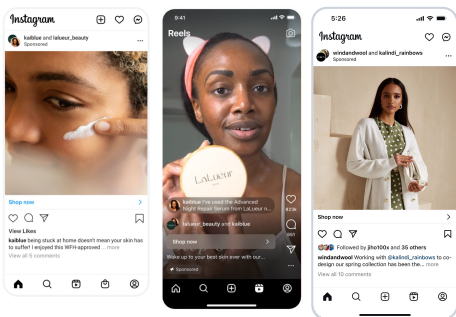 Instagram
kaiblue and lalueur_beauty
Sponsored
Shop now
View Likes
kaiblue being stuck at home doesn't mean your skin has
to suffer! I enjoyed this WFH-approved ... more
View all 5 comments
9:41
Reels
LaLueur
kaiblue I've used the Advanced
Night Repair Serum from LaLueur n...
823k
lalueur_beauty and kaiblue
Shop now
Wake up to your best skin ever with our...
Sponsored
5:26
Instagram
windandwool and kalindi_rainbows
Sponsored
Shop now
Followed by jiho100x and 35 others
windandwool Working with @kalindi_rainbows to co-
design our spring collection has been the... more
View all 10 comments